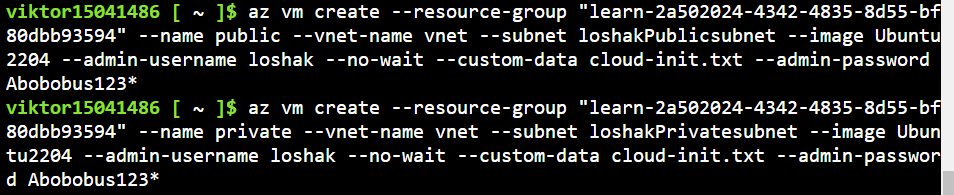 viktor15041486 [ ~ ]$ az vm create --resource-group "learn-2a502024-4342-4835-8d55-bf
80dbb93594" --name public --vnet-name vnet --subnet loshakPublicsubnet --image Ubuntu
2204 --admin-username loshak --no-wait --custom-data cloud-init.txt --admin-password
Abobobus123*
viktor15041486 [ ~ ]$ az vm create --resource-group "learn-2a502024-4342-4835-8d55-bf
80dbb93594" --name private --vnet-name vnet --subnet loshakPrivatesubnet --image Ubun
tu2204 --admin-username loshak --no-wait --custom-data cloud-init.txt --admin-passwor
d Abobobus123*